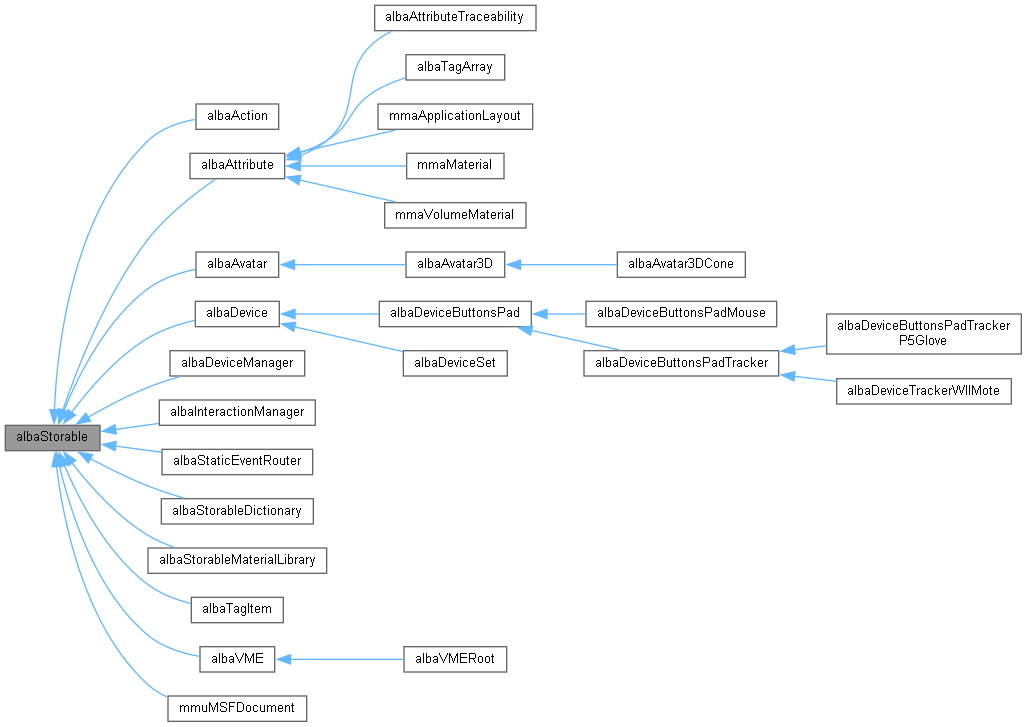 albaAttributeTraceability
albaTagArray
albaAction
mmaApplicationLayout
albaAttribute
mmaMaterial
mmaVolumeMaterial
albaAvatar
albaAvatar3D
albaAvatar3DCone
albaDevice
albaDeviceButtonsPad
albaDeviceButtonsPadMouse
albaDeviceButtonsPadTracker
P5Glove
albaDeviceManager
albaDeviceSet
albaDeviceButtonsPadTracker
albaDeviceTrackerWIIMote
albaInteractionManager
albaStorable
albaStaticEventRouter
albaStorableDictionary
albaStorableMaterialLibrary
albaTagItem
albaVME
albaVMERoot
mmuMSFDocument